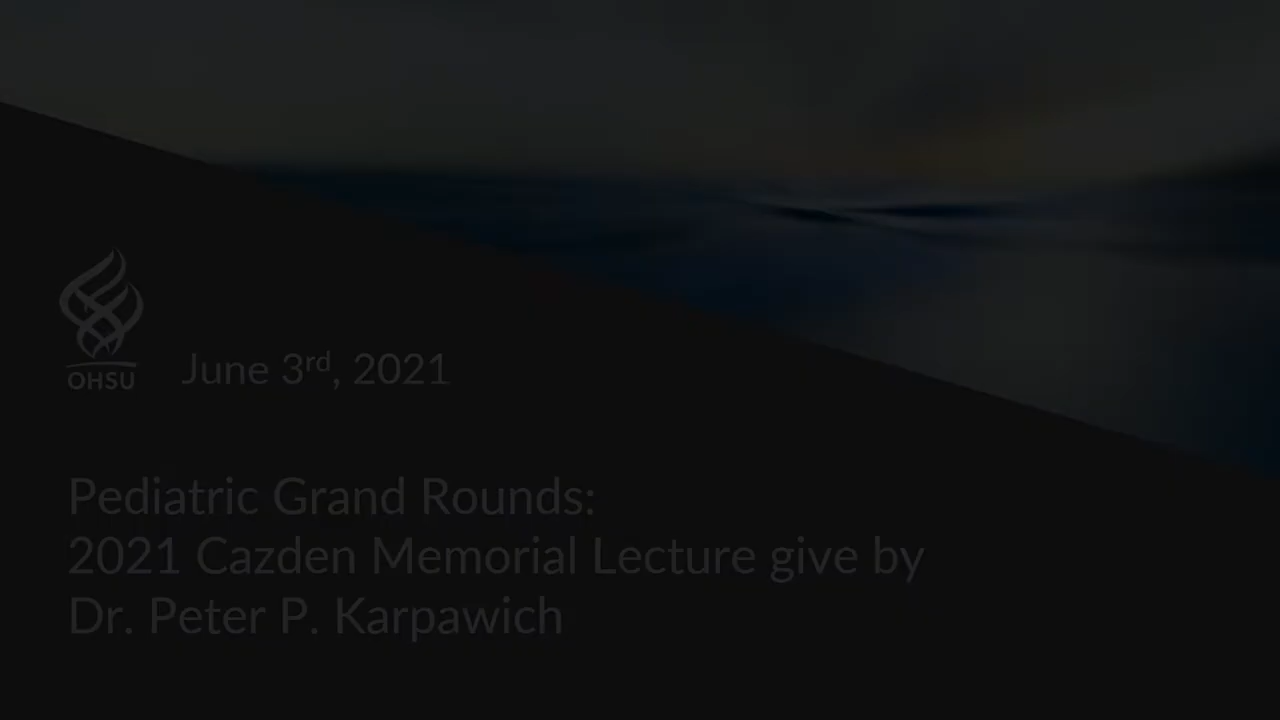 OHSU
June 3rd, 2021
Pediatric Grand Rounds:
2021 Cazden Memorial Lecture give by
Dr. Peter P. Karpawich